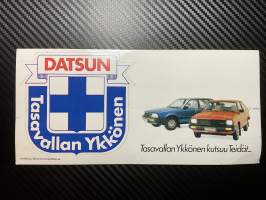 DATSUN
Tasavallan Ykkönen
Tasavallan Ykkönen kutsuu Teidät...